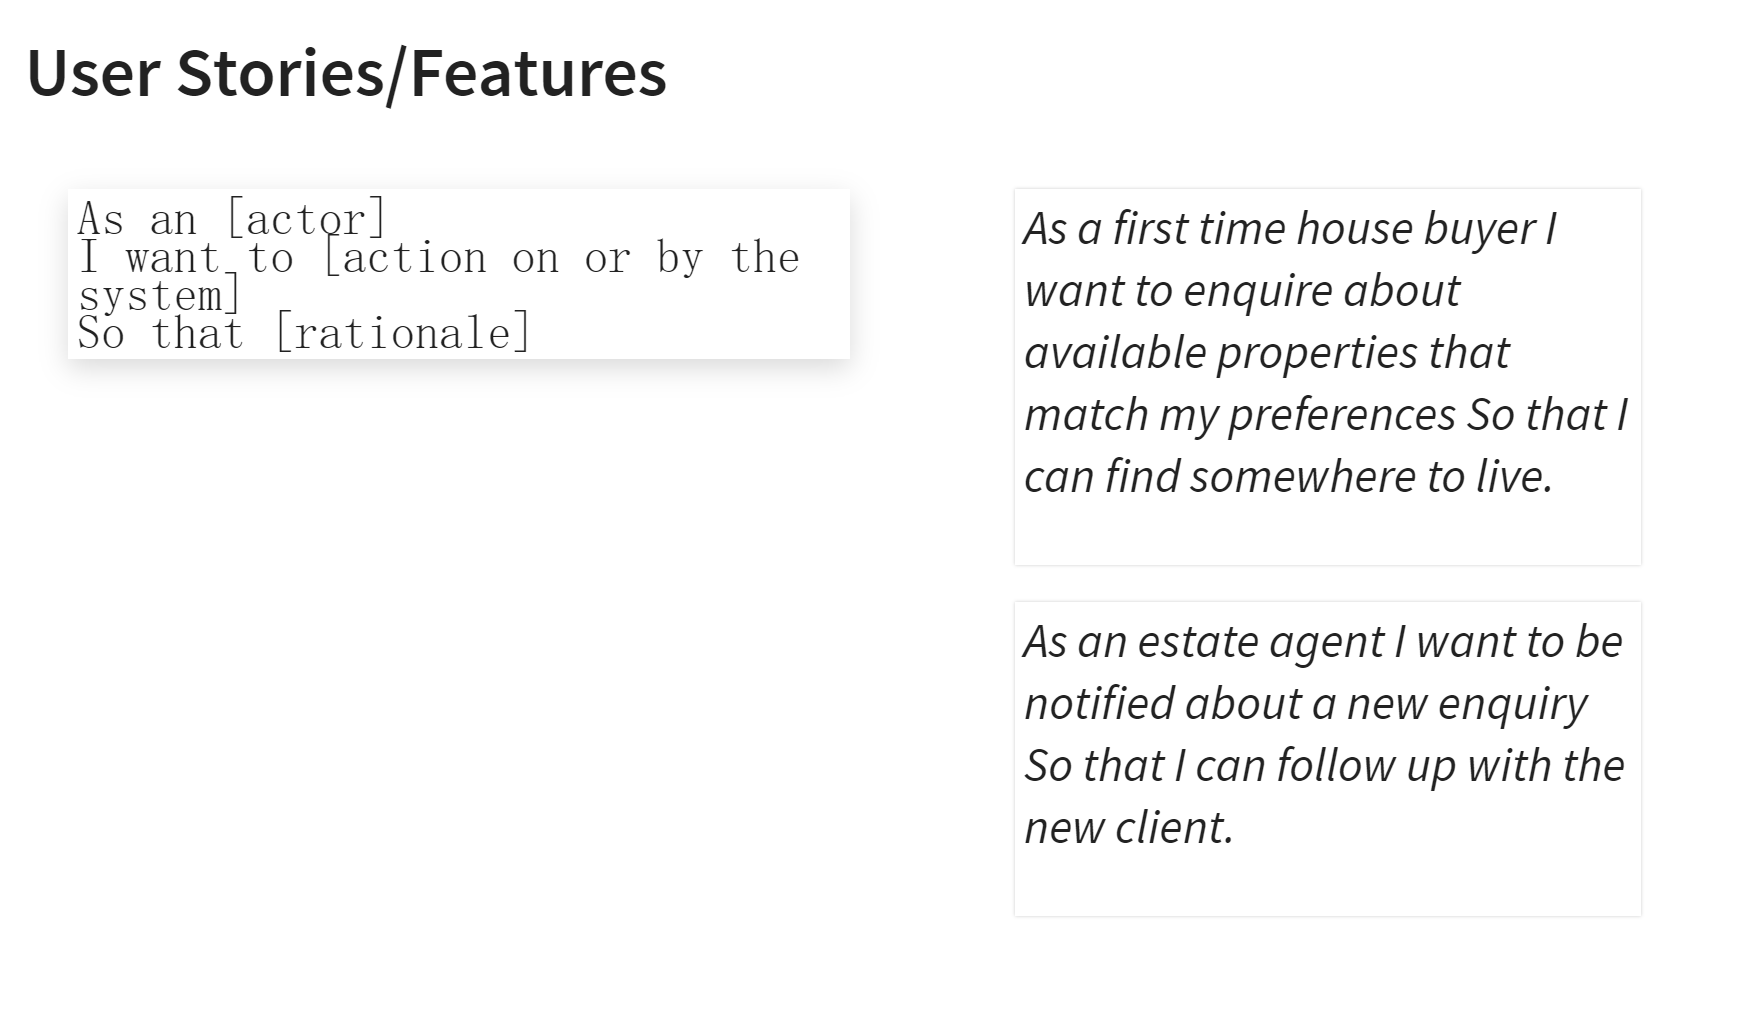 User Stories/Features
As an [actor]
I want to [action on or by the
system]
So that [rationale]
As a first time house buyer I
want to enquire about
available properties that
match my preferences So that I
can find somewhere to live.
As an estate agent I want to be
notified about a new enquiry
So that I can follow up with the
new client.